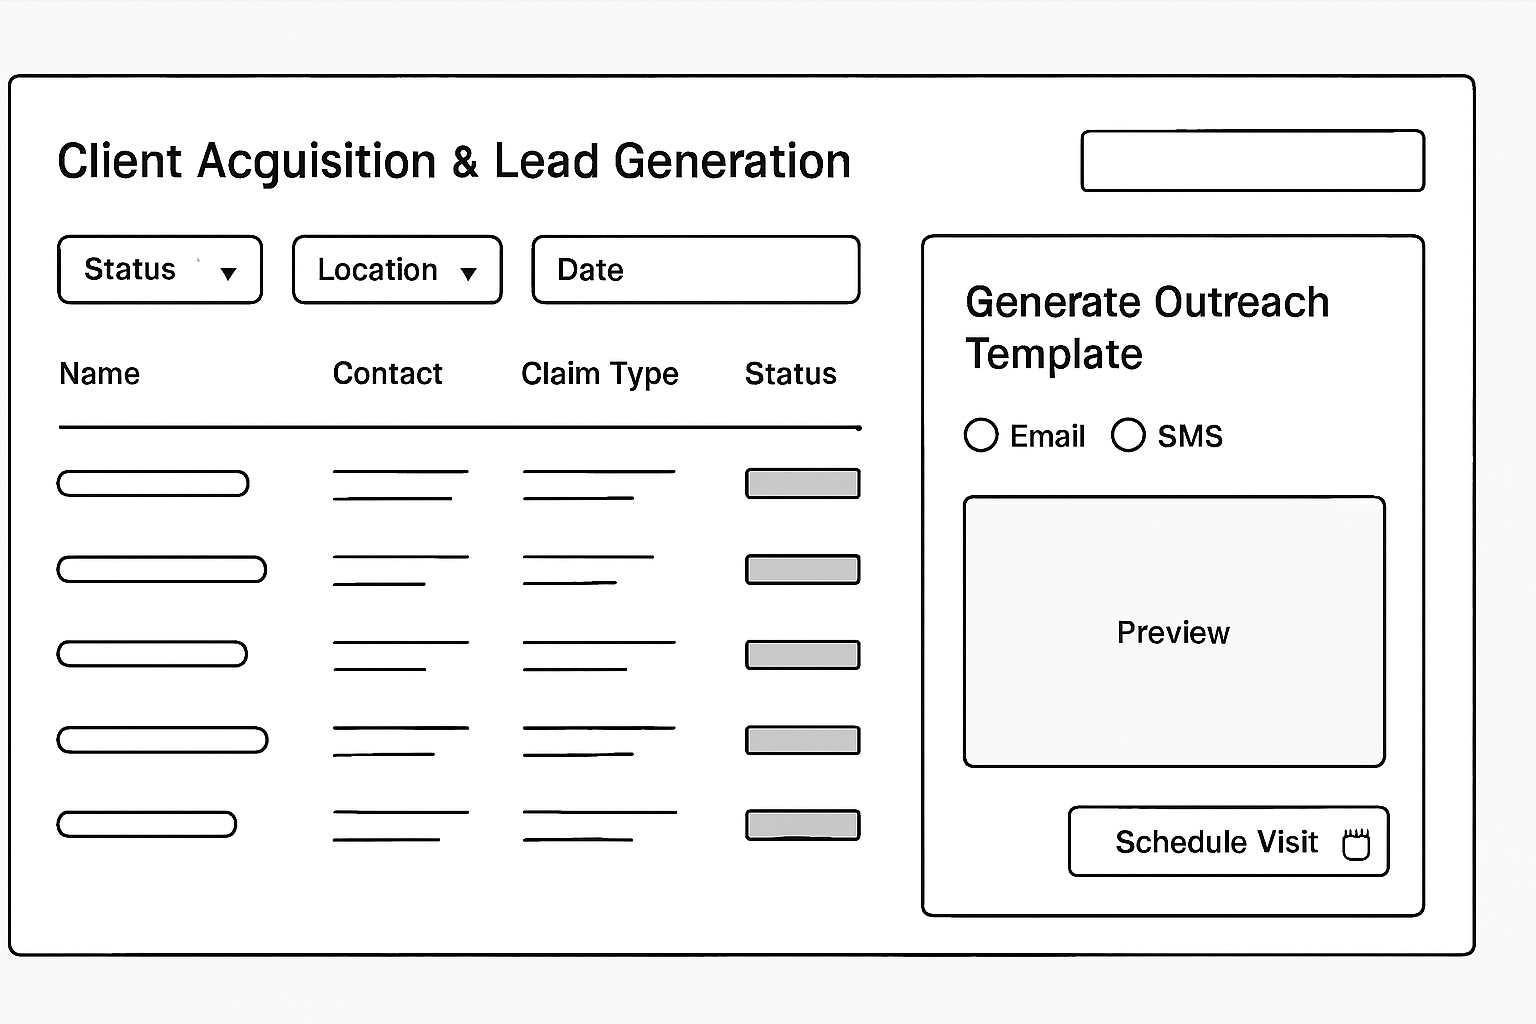 Client Acguisition & Lead Generation
Status
Location
Date
Name Contact Claim Type Status
Generate Outreach
Template
Email SMS
Preview
Schedule Visit